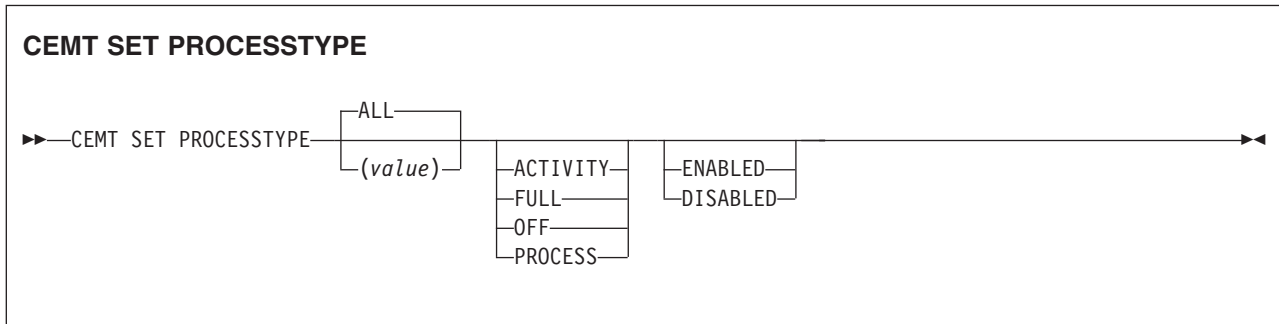 CEMT SET PROCESSTYPE
ALL
CEMT SET PROCESSTYPE
(value)
ACTIVITY
FULL
OFF
PROCESS
ENABLED
DISABLED